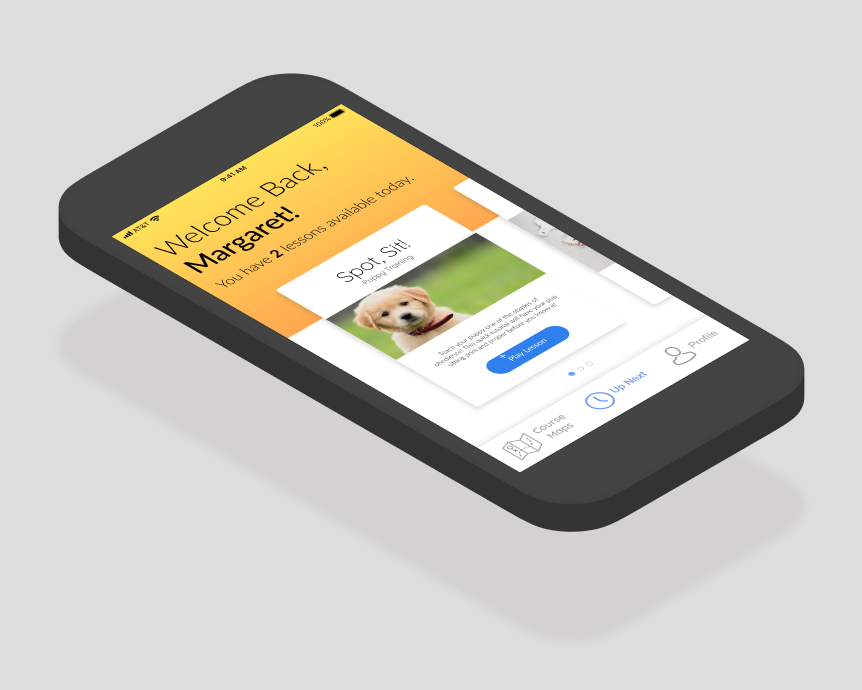 AT&T 9:41 AM 100%
Welcome Back,
Margaret!
You have 2 lessons available today.
Spot, Sit!
Puppy Training
Teach your puppy one of the staples of
obedience! This quick tutorial will have your pup
sitting prim and proper before you know it!
Play Lesson
Course
Maps
Up Next
Profile